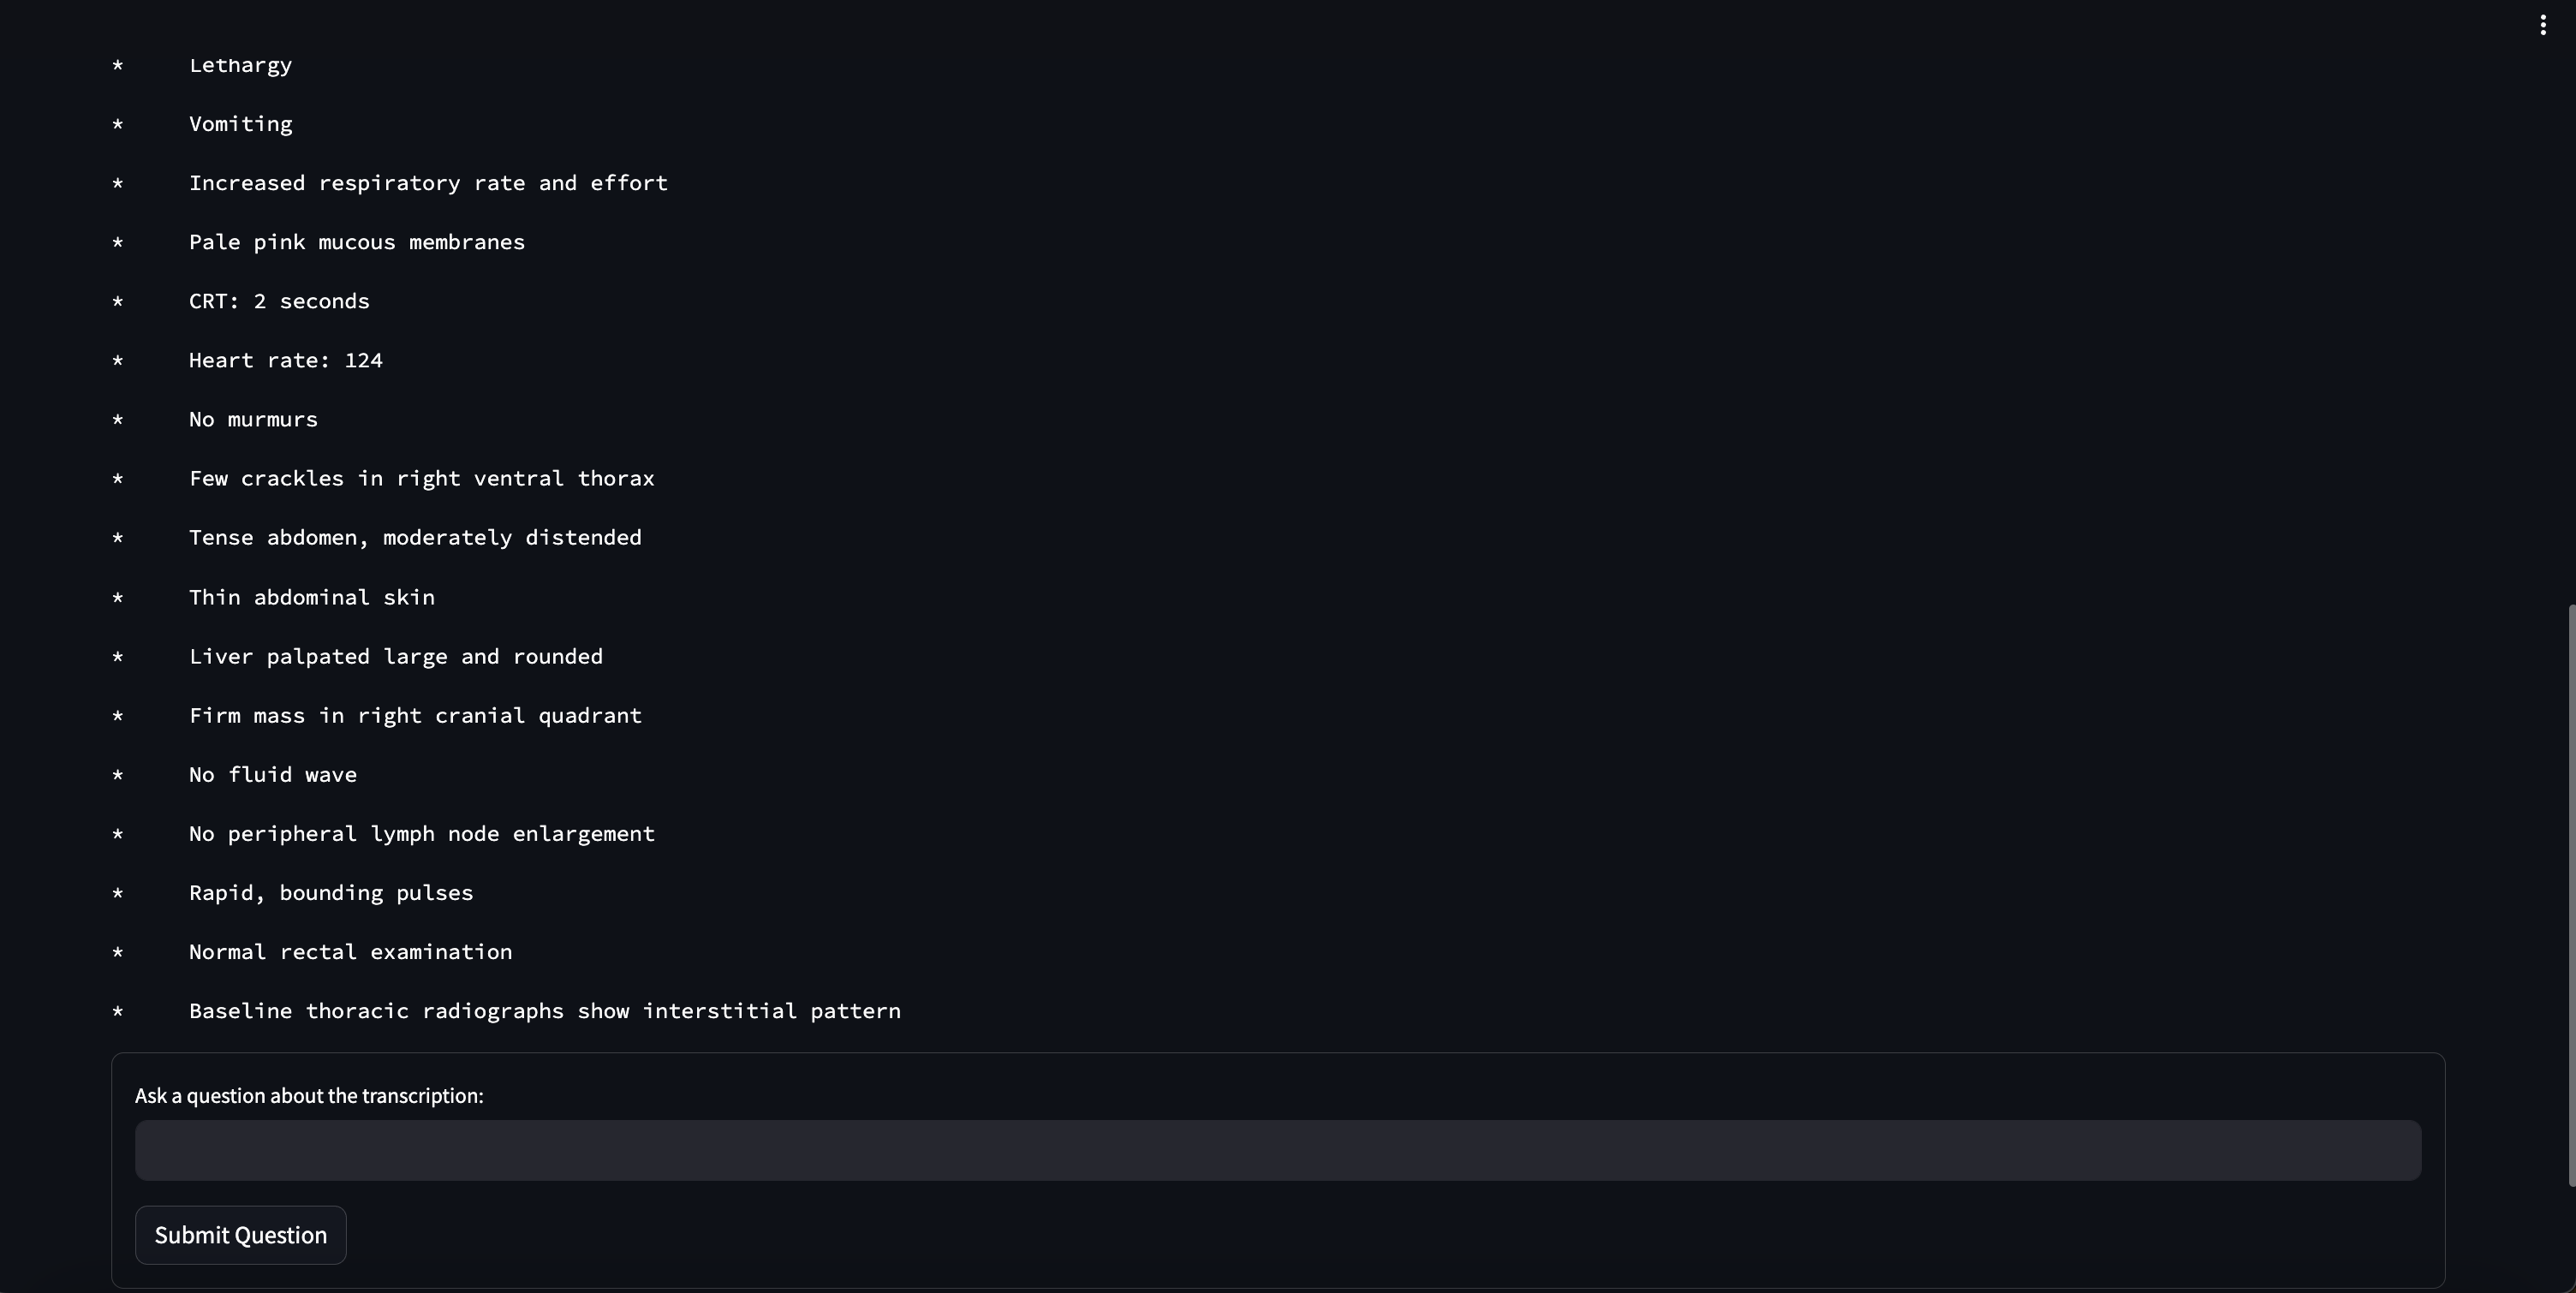 * Lethargy
* Vomiting
* Increased respiratory rate and effort
* Pale pink mucous membranes
* CRT: 2 seconds
* Heart rate: 124
* No murmurs
* Few crackles in right ventral thorax
* Tense abdomen, moderately distended
* Thin abdominal skin
* Liver palpated large and rounded
* Firm mass in right cranial quadrant
* No fluid wave
* No peripheral lymph node enlargement
* Rapid, bounding pulses
* Normal rectal examination
* Baseline thoracic radiographs show interstitial pattern
Ask a question about the transcription:
Submit Question